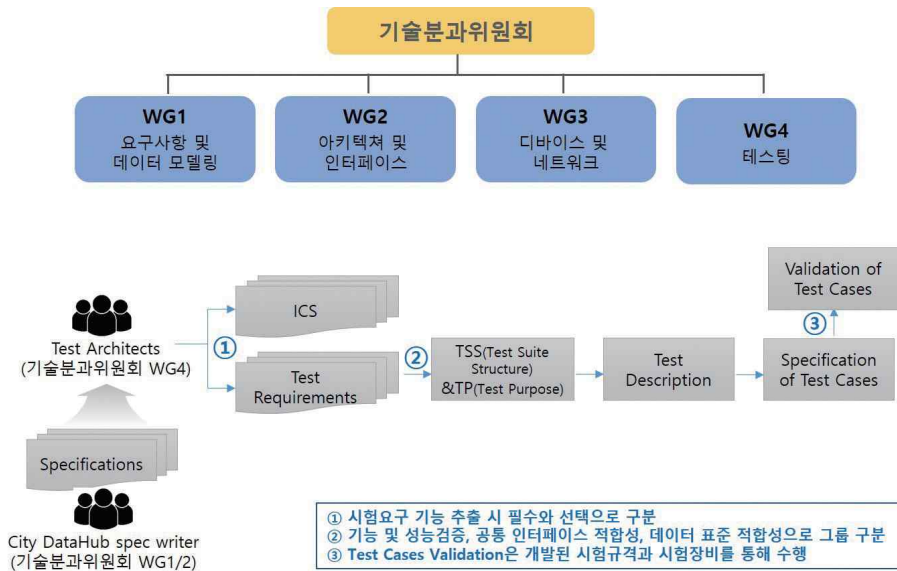 기술분과위원회
WG1
요구사항 및
데이터 모델링
WG2
아키텍쳐 및
인터페이스
WG3
디바이스 및
네트워크
WG4
테스팅
Validation of
Test Cases
ICS
①
②
③
Test Architects
(기술분과위원회 WG4)
Test
Requirements
TSS(Test Suite
Structure)
&TP(Test Purpose)
Test
Description
Specification
of Test Cases
Specifications
City DataHub spec writer
(기술분과위원회 WG1/2)
① 시험요구 기능 추출 시 필수와 선택으로 구분
② 기능 및 성능검증, 공통 인터페이스 적합성, 데이터 표준 적합성으로 그룹 구분
③ Test Cases Validation은 개발된 시험규격과 시험장비를 통해 수행